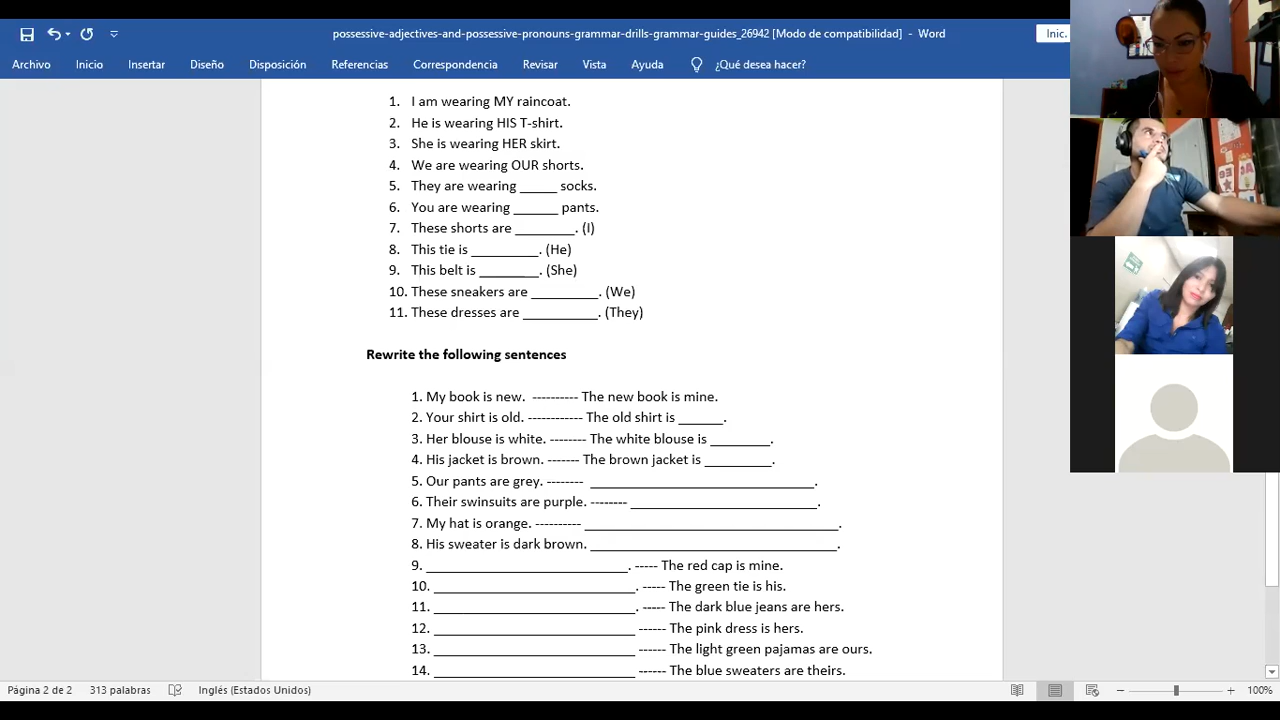 possessive-adjectives-and-possessive-pronouns-grammar-drills-grammar-guides_26942 [Modo de compatibilidad] - Word
Inic.
Archivo Inicio Insertar Diseño Disposición Referencias Correspondencia Revisar Vista Ayuda ¿Qué desea hacer?
1. I am wearing MY raincoat.
2. He is wearing HIS T-shirt.
3. She is wearing HER skirt.
4. We are wearing OUR shorts.
5. They are wearing _____ socks.
6. You are wearing ______ pants.
7. These shorts are ________. (I)
8. This tie is _________. (He)
9. This belt is ________. (She)
10. These sneakers are _________. (We)
11. These dresses are __________. (They)
Rewrite the following sentences
1. My book is new. ---------- The new book is mine.
2. Your shirt is old. ------------ The old shirt is ______.
3. Her blouse is white. -------- The white blouse is ________.
4. His jacket is brown. ------- The brown jacket is _________.
5. Our pants are grey. -------- ______________________________.
6. Their swinsuits are purple. -------- _________________________.
7. My hat is orange. ---------- __________________________________.
8. His sweater is dark brown. _________________________________.
9. ___________________________. ----- The red cap is mine.
10. ___________________________. ----- The green tie is his.
11. ___________________________. ----- The dark blue jeans are hers.
12. ___________________________ ------ The pink dress is hers.
13. ___________________________ ------ The light green pajamas are ours.
14. ___________________________ ------ The blue sweaters are theirs.
Página 2 de 2 313 palabras Inglés (Estados Unidos) 100%